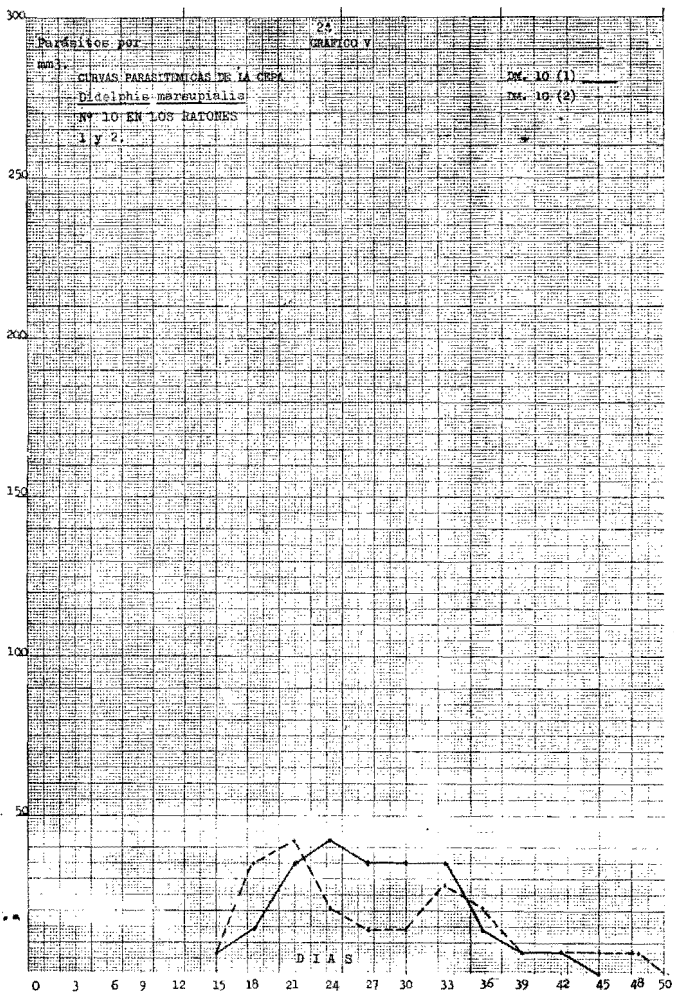 24
GRAFICO V
Parásitos por
mm3.
CURVAS PARASITEMICAS DE LA CEPA
Didelphis marsupialis
Nº 10 EN LOS RATONES
1 y 2.
DM. 10 (1)
DM. 10 (2)
300
250
200
150
100
50
DIAS
0 3 6 9 12 15 18 21 24 27 30 33 36 39 42 45 48 50